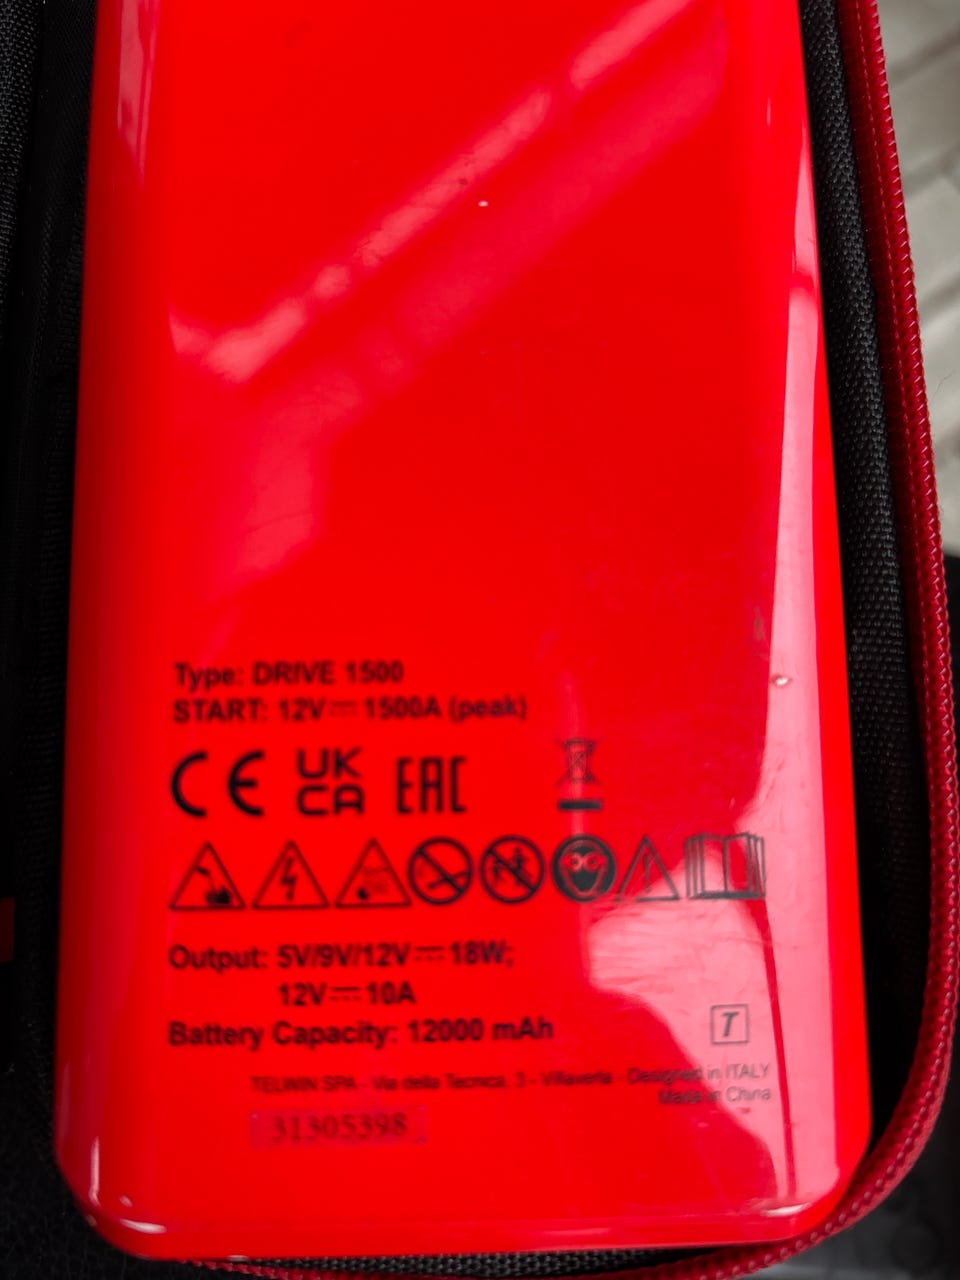 Type: DRIVE 1500
START: 12V⎓1500A (peak)
CE UK CA EAC
Output: 5V/9V/12V⎓18W;
12V⎓10A
Battery Capacity: 12000 mAh
T
TELWIN SPA - Via della Tecnica, 3 - Villaverla - Designed in ITALY
Made in China
31305398